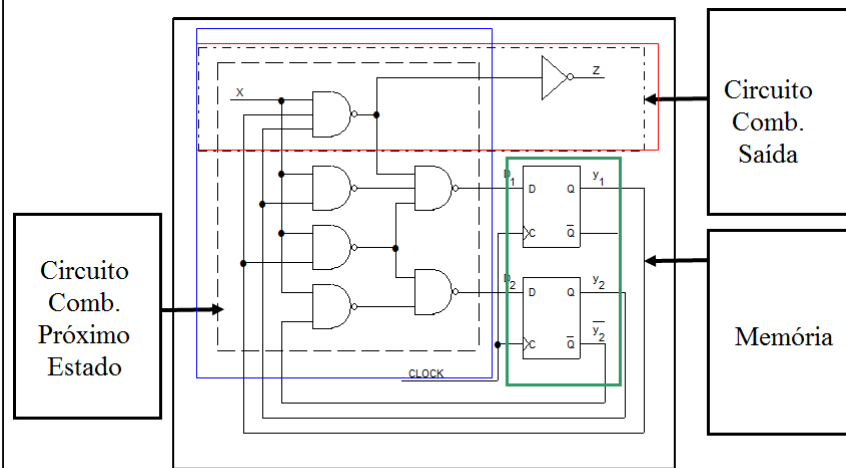 X
Z
Circuito
Comb.
Saída
D1
D
Q
y1
C
Q
Circuito
Comb.
Próximo
Estado
D2
D
Q
y2
C
Q
y2
CLOCK
Memória